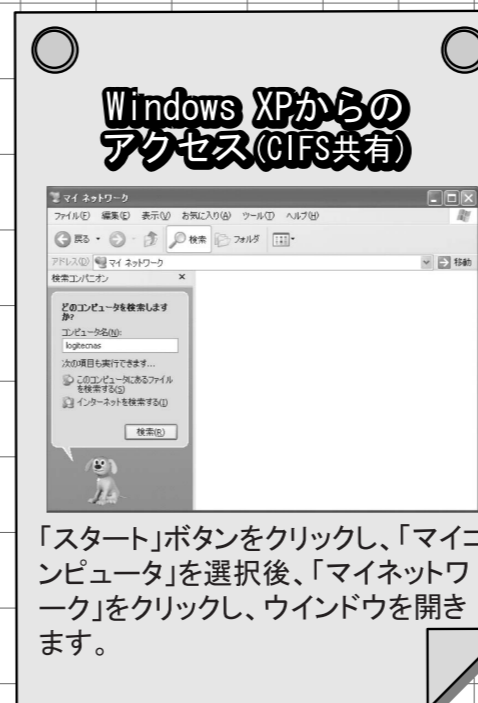 Windows XPからの
アクセス(CIFS共有)
マイ ネットワーク
ファイル(F) 編集(E) 表示(V) お気に入り(A) ツール(T) ヘルプ(H)
戻る 検索 フォルダ
アドレス(D) マイ ネットワーク 移動
検索コンパニオン ×
どのコンピュータを検索します
か?
コンピュータ名(N):
logitecnas
次の項目も実行できます...
このコンピュータにあるファイル
を検索する(S)
インターネットを検索する(I)
検索(R)
「スタート」ボタンをクリックし、「マイコ
ンピュータ」を選択後、「マイネットワ
ーク」をクリックし、ウインドウを開き
ます。